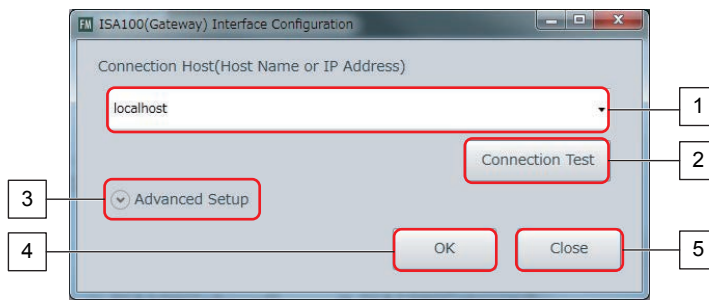 FM ISA100(Gateway) Interface Configuration
Connection Host(Host Name or IP Address)
localhost
1
Connection Test
2
3
Advanced Setup
4
OK
Close
5